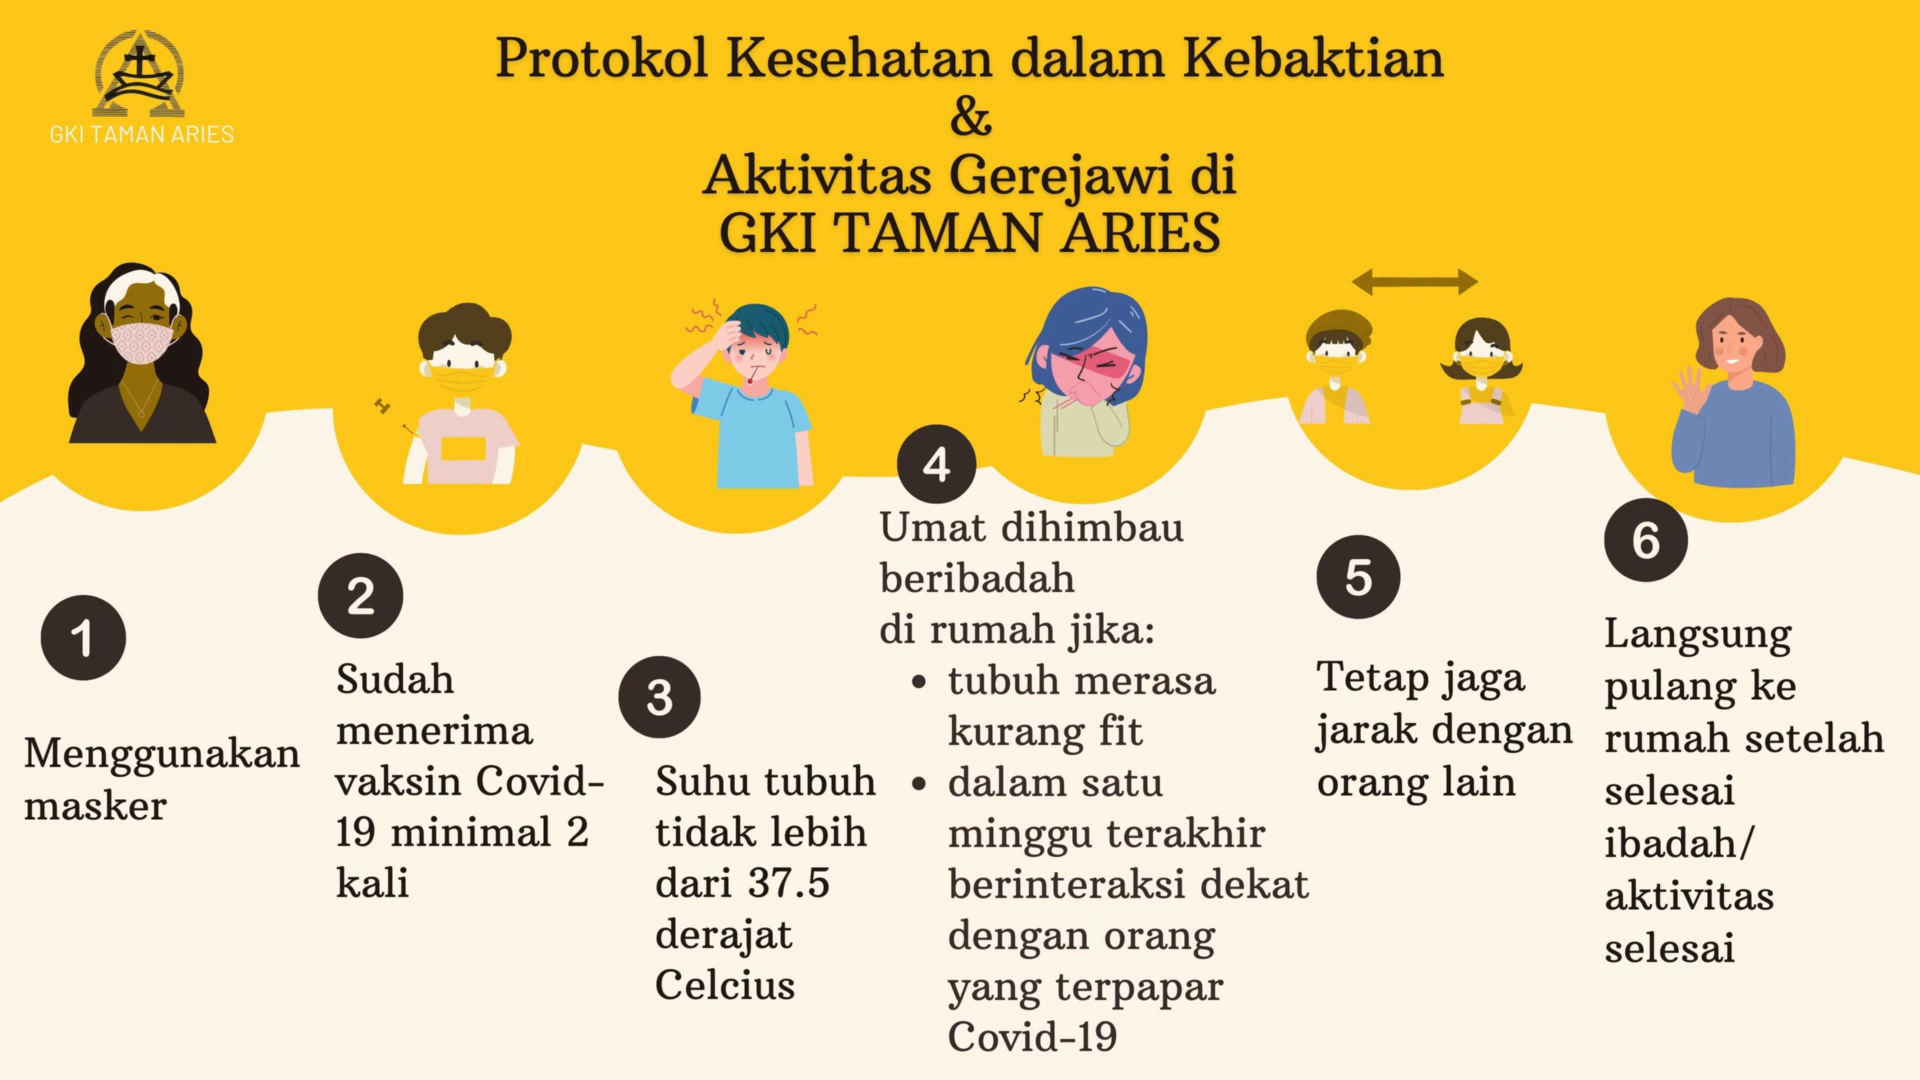 GKI TAMAN ARIES
Protokol Kesehatan dalam Kebaktian
&
Aktivitas Gerejawi di
GKI TAMAN ARIES
1
Menggunakan
masker
2
Sudah
menerima
vaksin Covid-
19 minimal 2
kali
3
Suhu tubuh
tidak lebih
dari 37.5
derajat
Celcius
4
Umat dihimbau
beribadah
di rumah jika:
• tubuh merasa
kurang fit
• dalam satu
minggu terakhir
berinteraksi dekat
dengan orang
yang terpapar
Covid-19
5
Tetap jaga
jarak dengan
orang lain
6
Langsung
pulang ke
rumah setelah
selesai
ibadah/
aktivitas
selesai